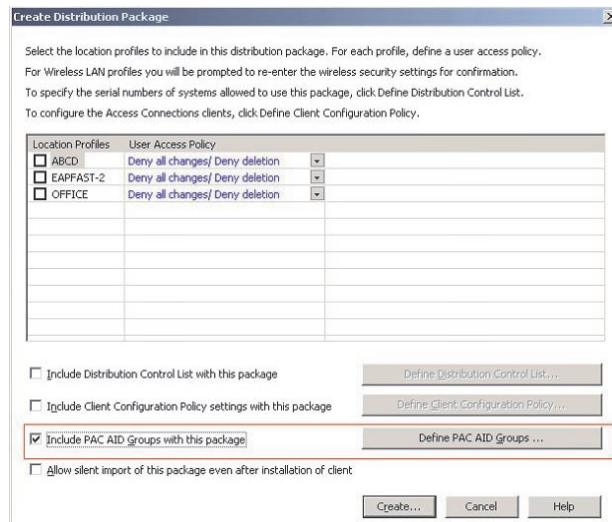 Create Distribution Package
Select the location profiles to include in this distribution package. For each profile, define a user access policy.
For Wireless LAN profiles you will be prompted to re-enter the wireless security settings for confirmation.
To specify the serial numbers of systems allowed to use this package, click Define Distribution Control List.
To configure the Access Connections clients, click Define Client Configuration Policy.
Location Profiles User Access Policy
ABCD Deny all changes/ Deny deletion
EAPFAST-2 Deny all changes/ Deny deletion
OFFICE Deny all changes/ Deny deletion
Include Distribution Control List with this package Define Distribution Control List...
Include Client Configuration Policy settings with this package Define Client Configuration Policy...
Include PAC AID Groups with this package Define PAC AID Groups ...
Allow silent import of this package even after installation of client
Create... Cancel Help